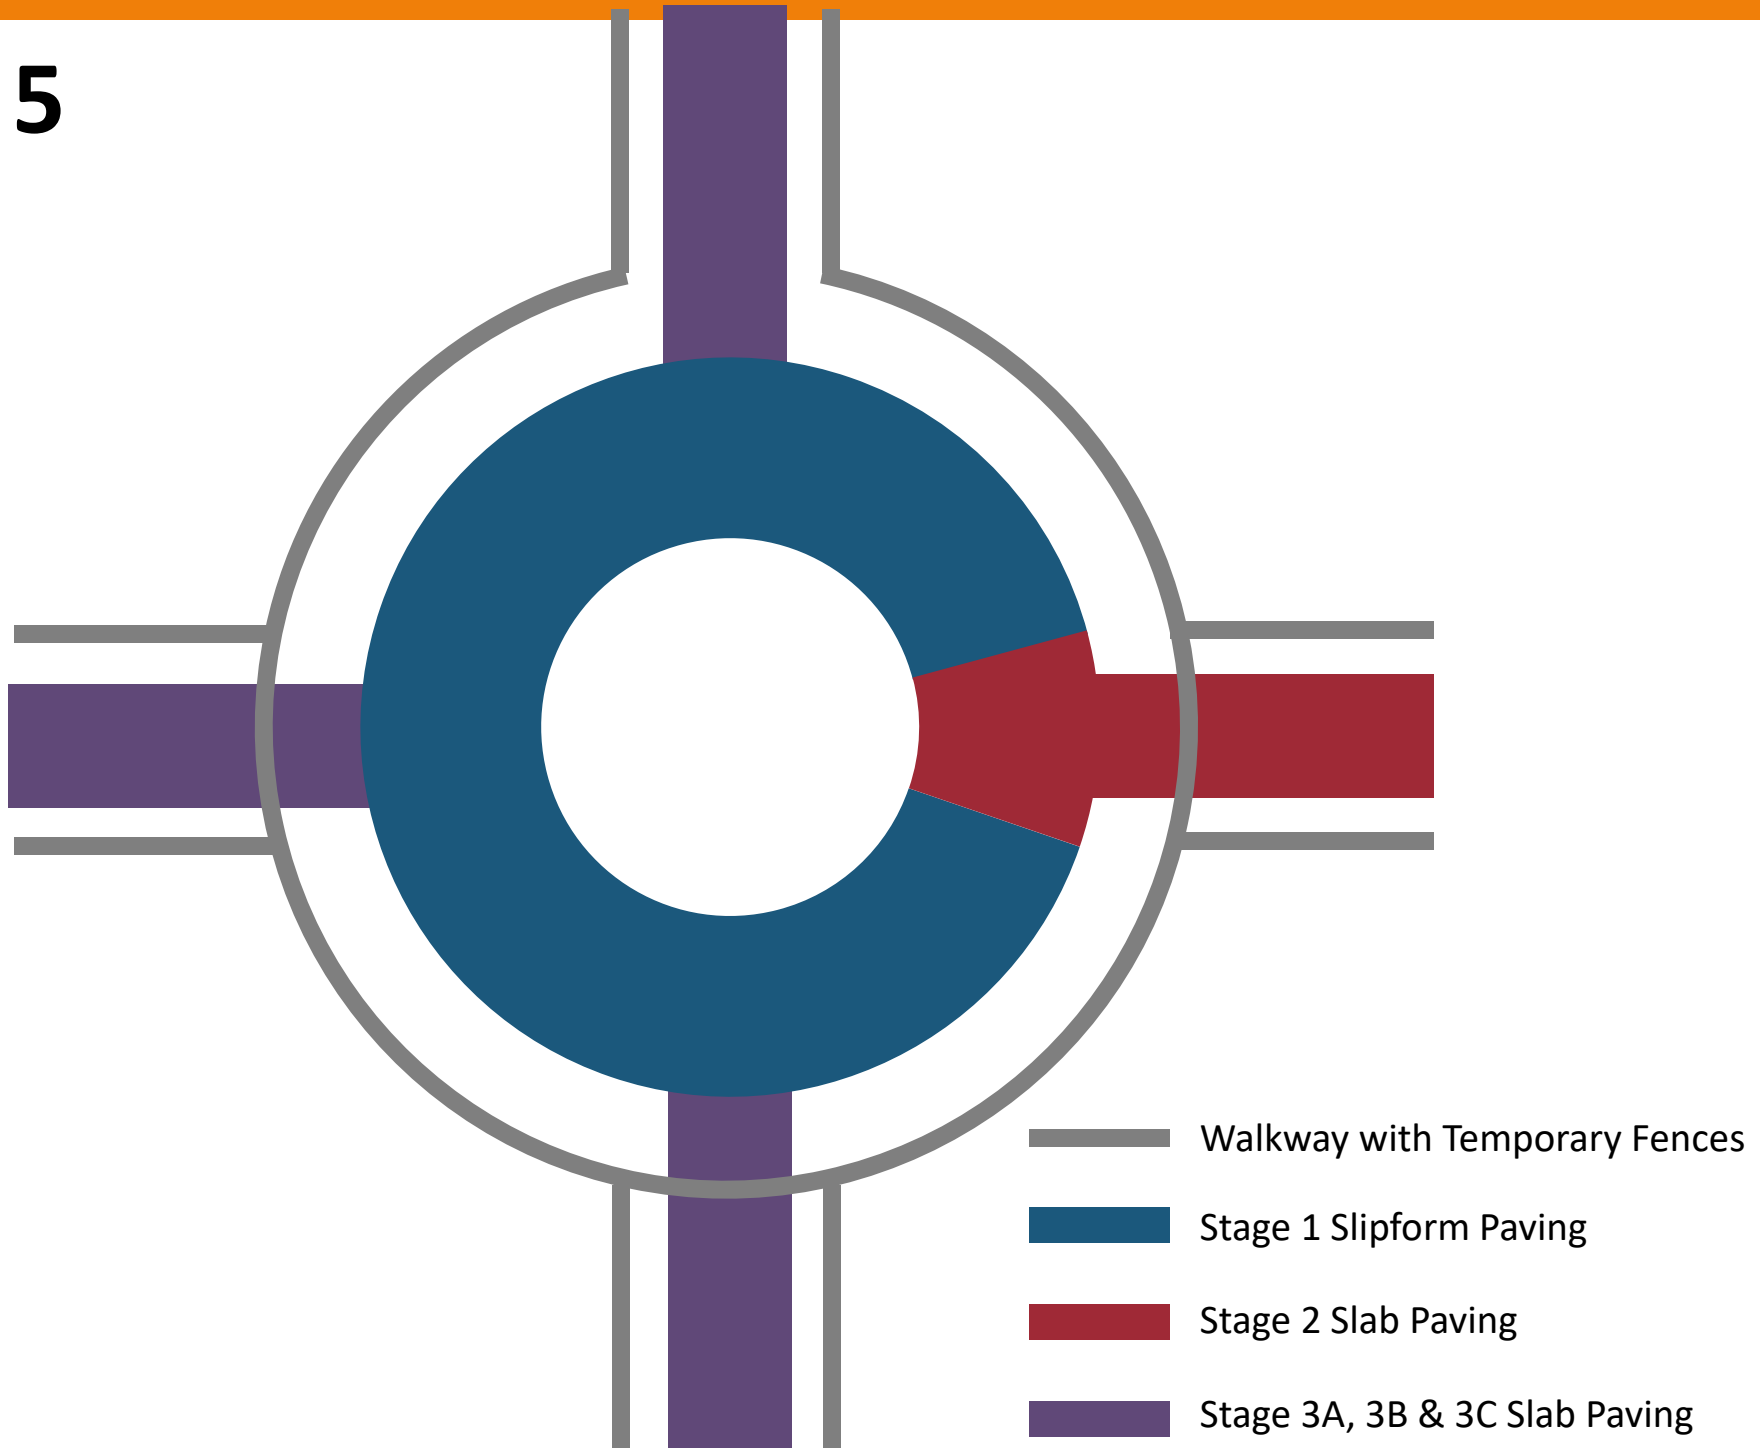 5
Walkway with Temporary Fences
Stage 1 Slipform Paving
Stage 2 Slab Paving
Stage 3A, 3B & 3C Slab Paving